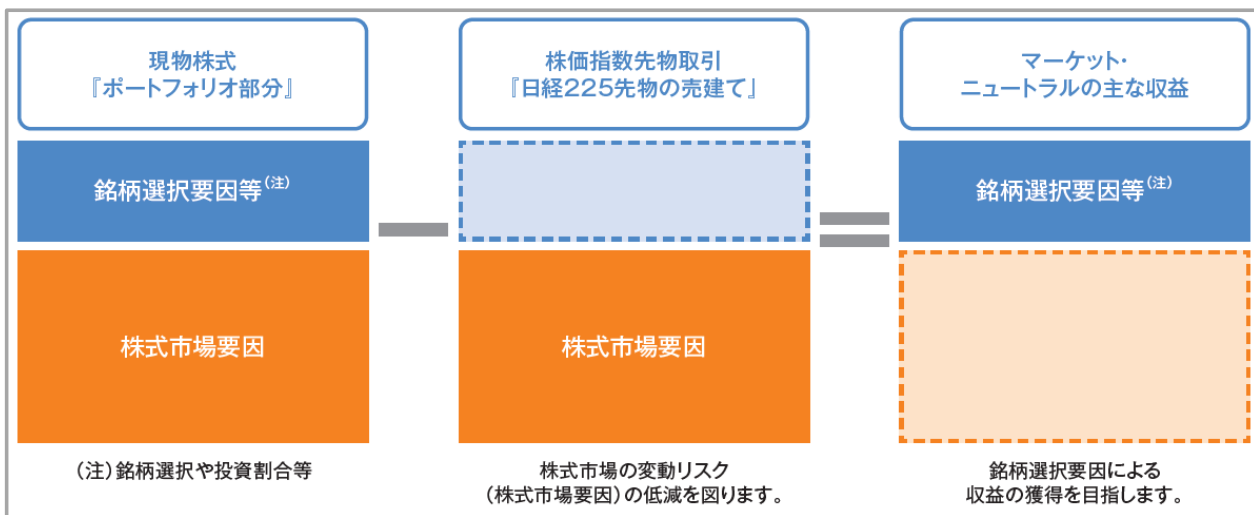 現物株式
『ポートフォリオ部分』
株価指数先物取引
『日経225先物の売建て』
マーケット・
ニュートラルの主な収益
銘柄選択要因等(注)
銘柄選択要因等(注)
株式市場要因
株式市場要因
(注)銘柄選択や投資割合等
株式市場の変動リスク
(株式市場要因)の低減を図ります。
銘柄選択要因による
収益の獲得を目指します。